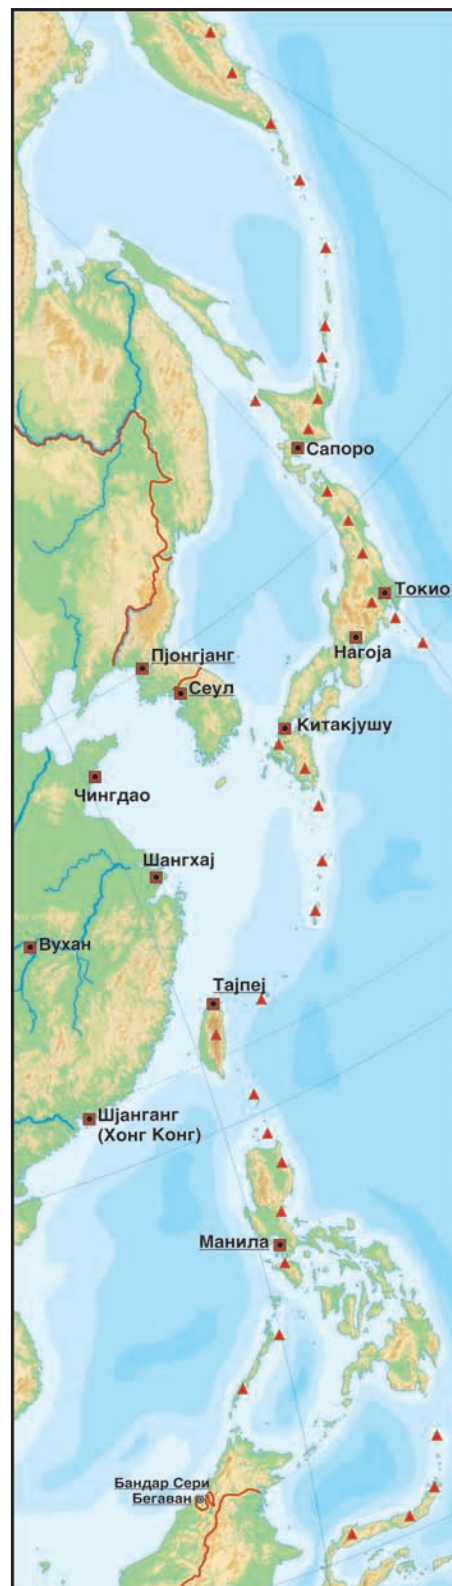 Сапоро
Токио
Нагоја
Пјонгјанг
Сеул
Китакјушу
Чингдао
Шангхај
Вухан
Тајпеј
Шјанганг
(Хонг Конг)
Манила
Бандар Сери
Бегаван